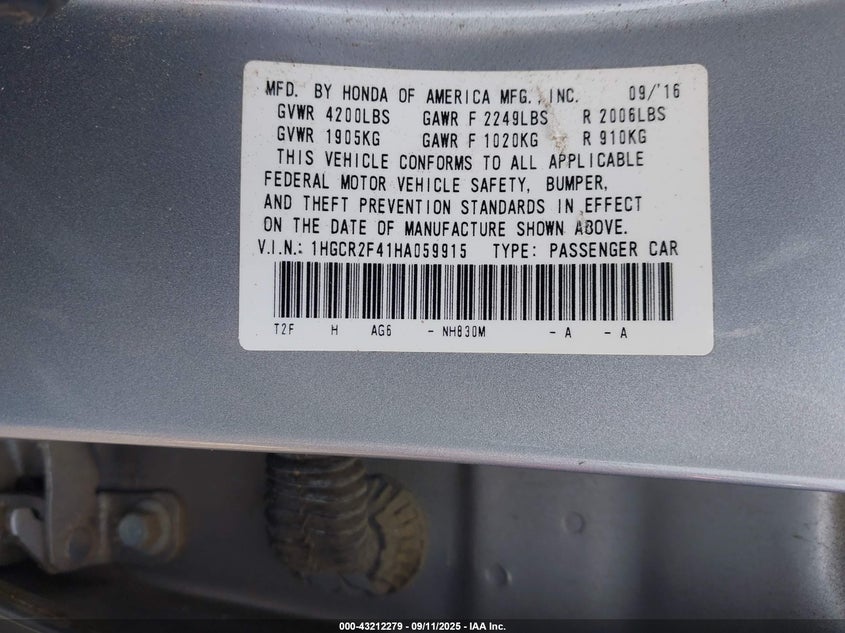 MFD. BY HONDA OF AMERICA MFG., INC. 09/'16
GVWR 4200LBS GAWR F 2249LBS R 2006LBS
GVWR 1905KG GAWR F 1020KG R 910KG
THIS VEHICLE CONFORMS TO ALL APPLICABLE
FEDERAL MOTOR VEHICLE SAFETY, BUMPER,
AND THEFT PREVENTION STANDARDS IN EFFECT
ON THE DATE OF MANUFACTURE SHOWN ABOVE.
V.I.N.: 1HGCR2F41HA059915 TYPE: PASSENGER CAR
T2F H AG6 - NH830M - A - A
000-43212279 - 09/11/2025 - IAA Inc.